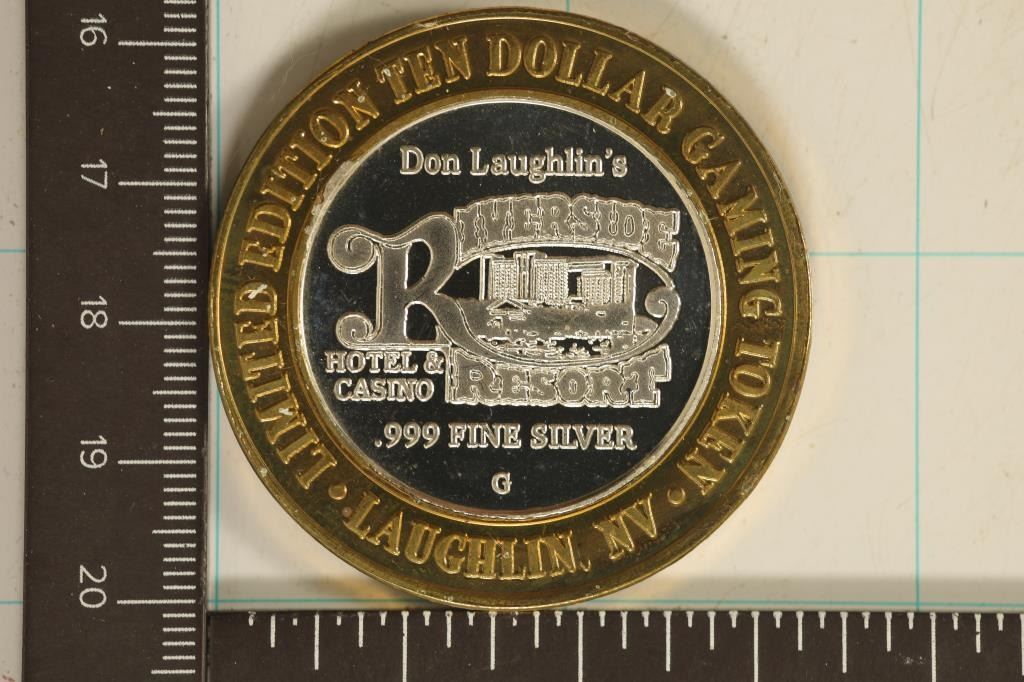 LIMITED EDITION TEN DOLLAR GAMING TOKEN
• LAUGHLIN, NV •
Don Laughlin's
RIVERSIDE
RESORT
HOTEL &
CASINO
.999 FINE SILVER
G
16
17
18
19
20